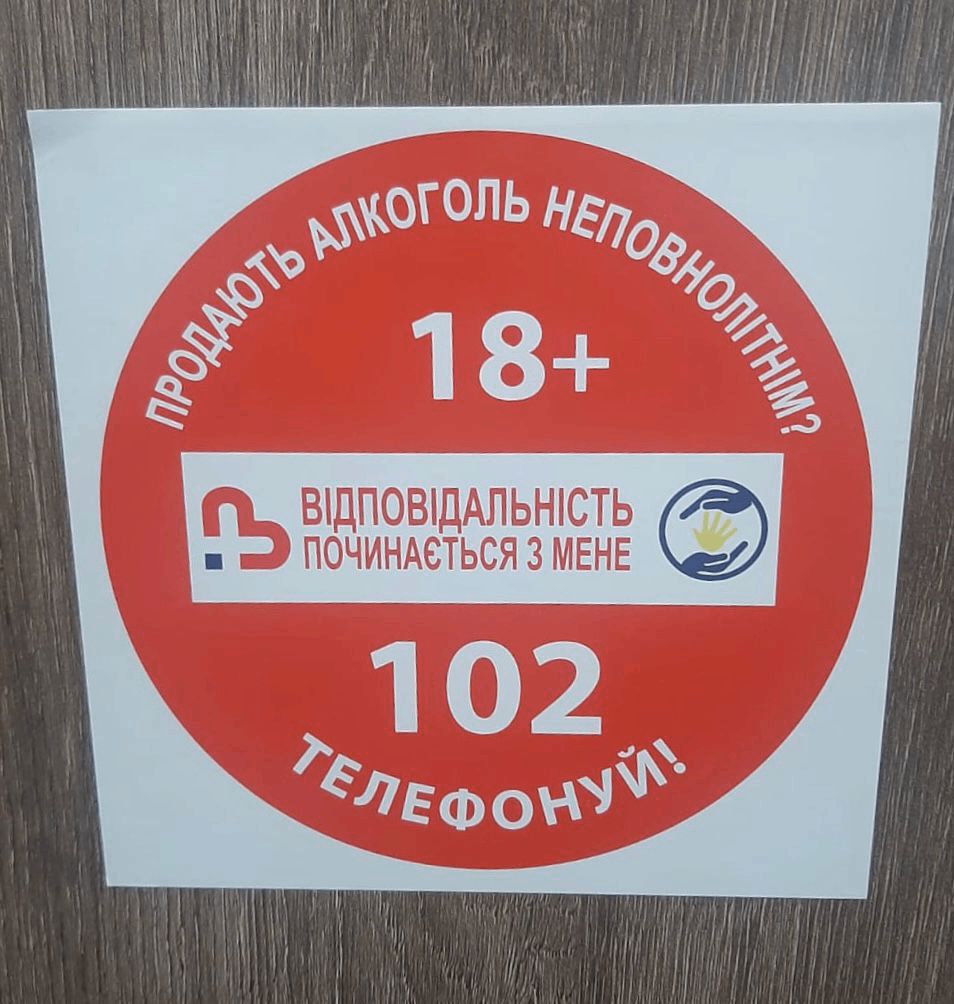 ПРОДАЮТЬ АЛКОГОЛЬ НЕПОВНОЛІТНІМ?
18+
ВІДПОВІДАЛЬНІСТЬ
ПОЧИНАЄТЬСЯ З МЕНЕ
102
ТЕЛЕФОНУЙ!